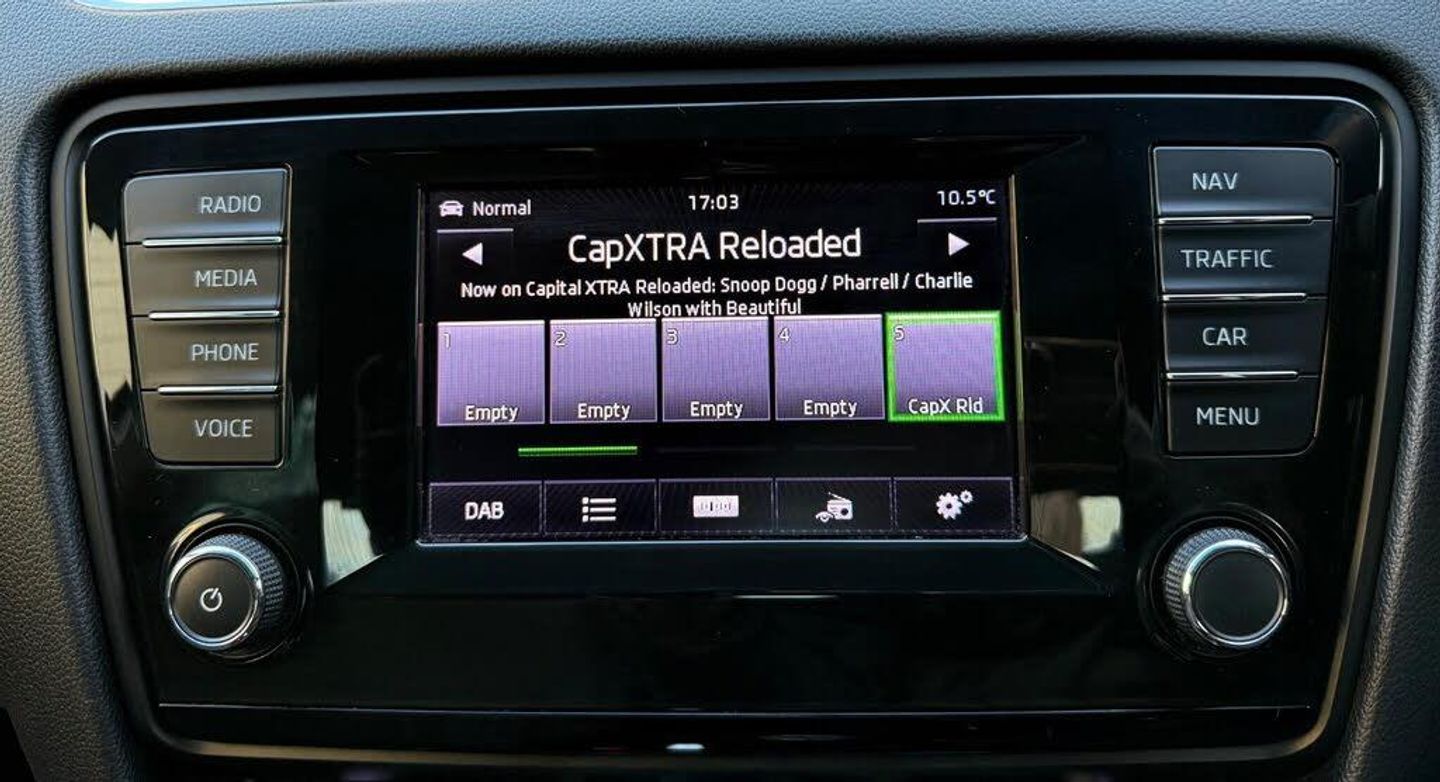 RADIO
MEDIA
PHONE
VOICE
Normal
17:03
10.5°C
CapXTRA Reloaded
Now on Capital XTRA Reloaded: Snoop Dogg / Pharrell / Charlie
Wilson with Beautiful
1
Empty
2
Empty
3
Empty
4
Empty
5
CapX Rld
DAB
NAV
TRAFFIC
CAR
MENU